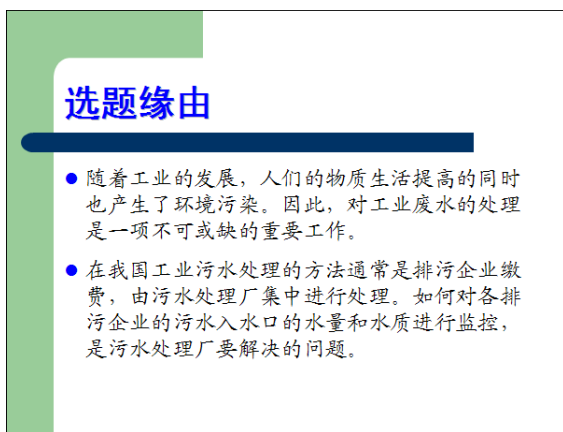 选题缘由
随着工业的发展，人们的物质生活提高的同时
也产生了环境污染。因此，对工业废水的处理
是一项不可或缺的重要工作。
在我国工业污水处理的方法通常是排污企业缴
费，由污水处理厂集中进行处理。如何对各排
污企业的污水入水口的水量和水质进行监控，
是污水处理厂要解决的问题。